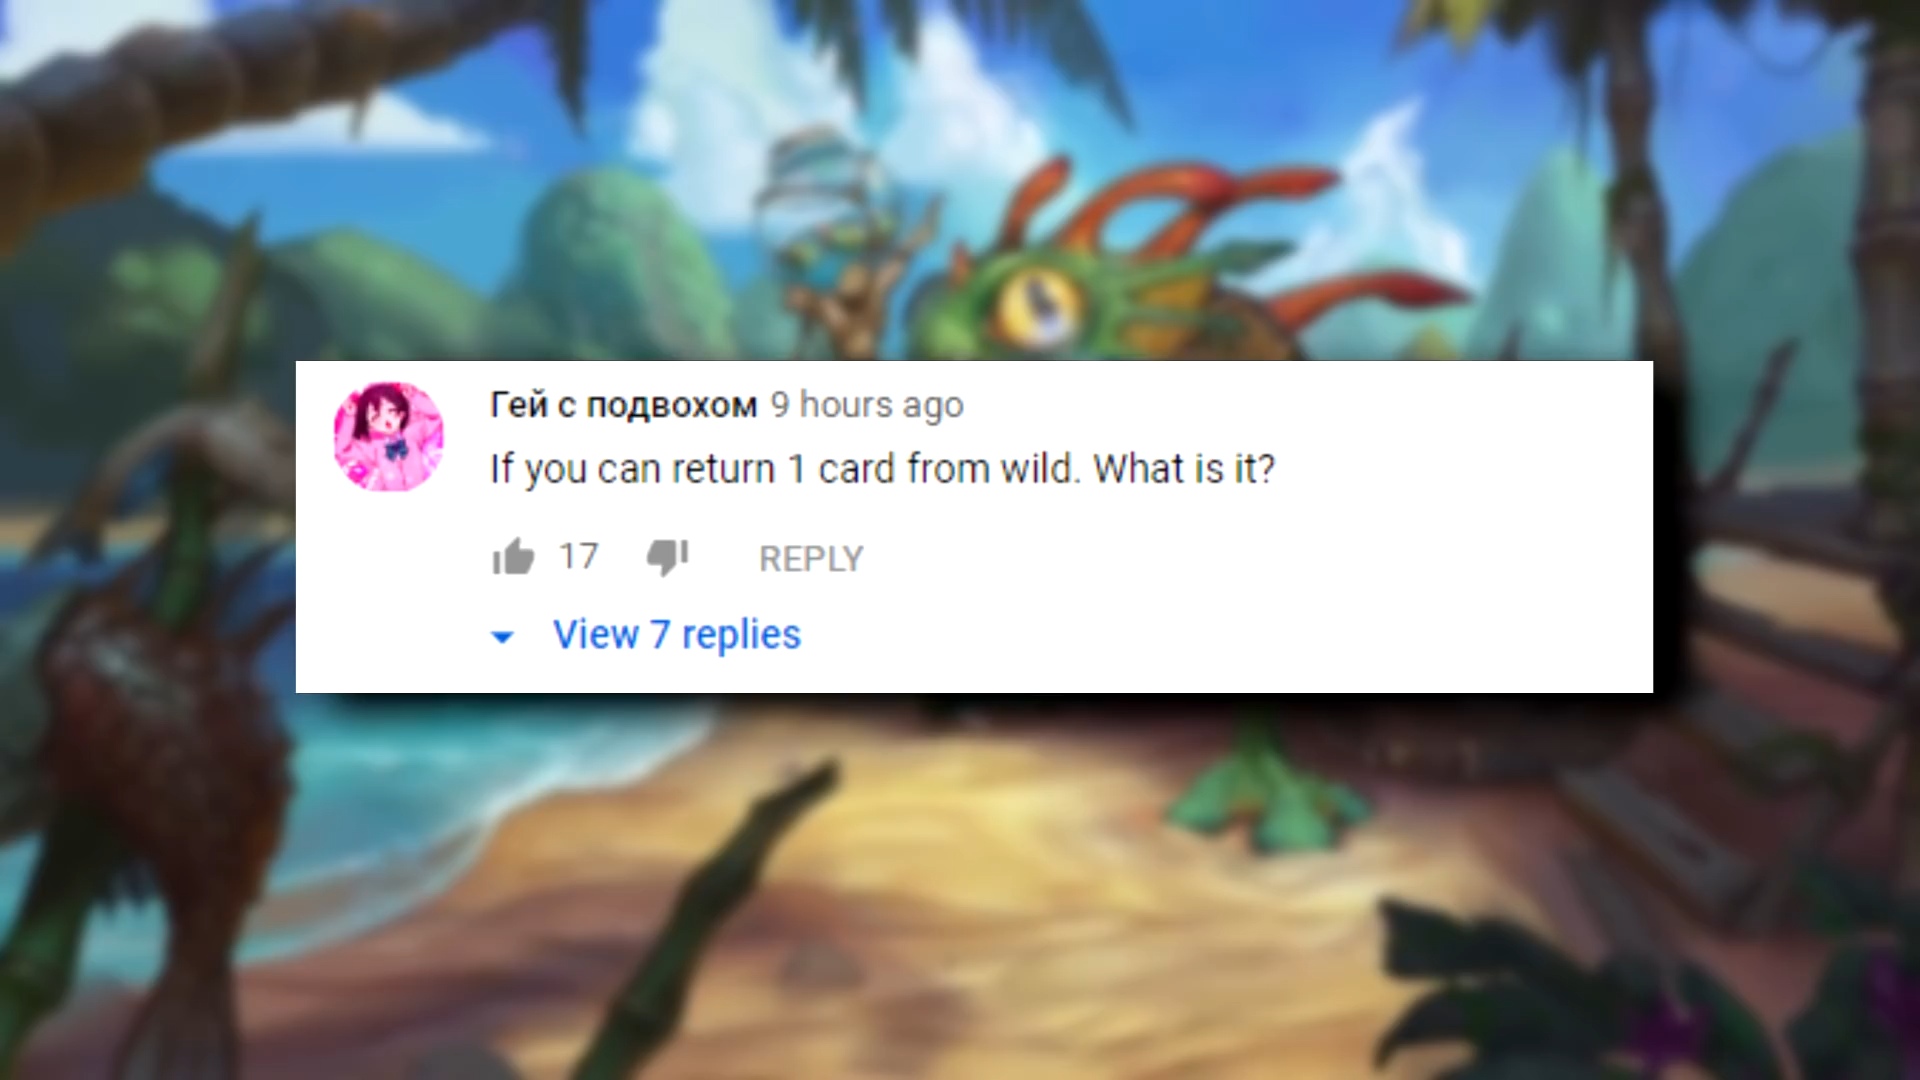 Гей с подвохом 9 hours ago
If you can return 1 card from wild. What is it?
17 REPLY
View 7 replies